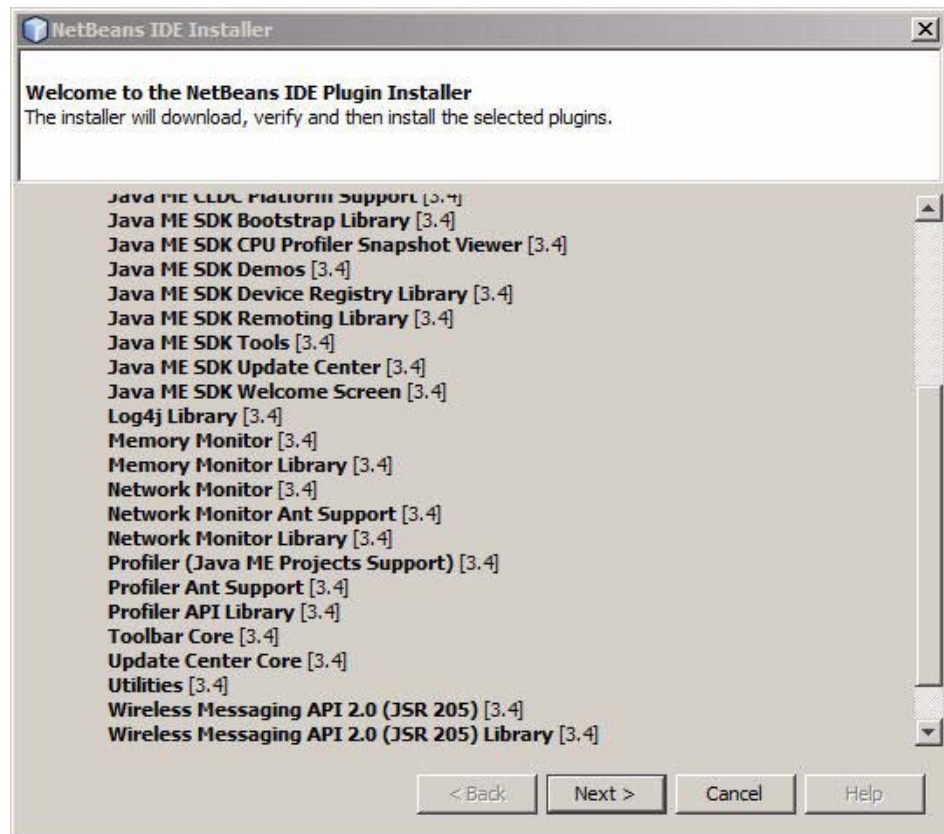 NetBeans IDE Installer
Welcome to the NetBeans IDE Plugin Installer
The installer will download, verify and then install the selected plugins.
Java ME CLDC Platform Support [3.4]
Java ME SDK Bootstrap Library [3.4]
Java ME SDK CPU Profiler Snapshot Viewer [3.4]
Java ME SDK Demos [3.4]
Java ME SDK Device Registry Library [3.4]
Java ME SDK Remoting Library [3.4]
Java ME SDK Tools [3.4]
Java ME SDK Update Center [3.4]
Java ME SDK Welcome Screen [3.4]
Log4j Library [3.4]
Memory Monitor [3.4]
Memory Monitor Library [3.4]
Network Monitor [3.4]
Network Monitor Ant Support [3.4]
Network Monitor Library [3.4]
Profiler (Java ME Projects Support) [3.4]
Profiler Ant Support [3.4]
Profiler API Library [3.4]
Toolbar Core [3.4]
Update Center Core [3.4]
Utilities [3.4]
Wireless Messaging API 2.0 (JSR 205) [3.4]
Wireless Messaging API 2.0 (JSR 205) Library [3.4]
< Back Next > Cancel Help